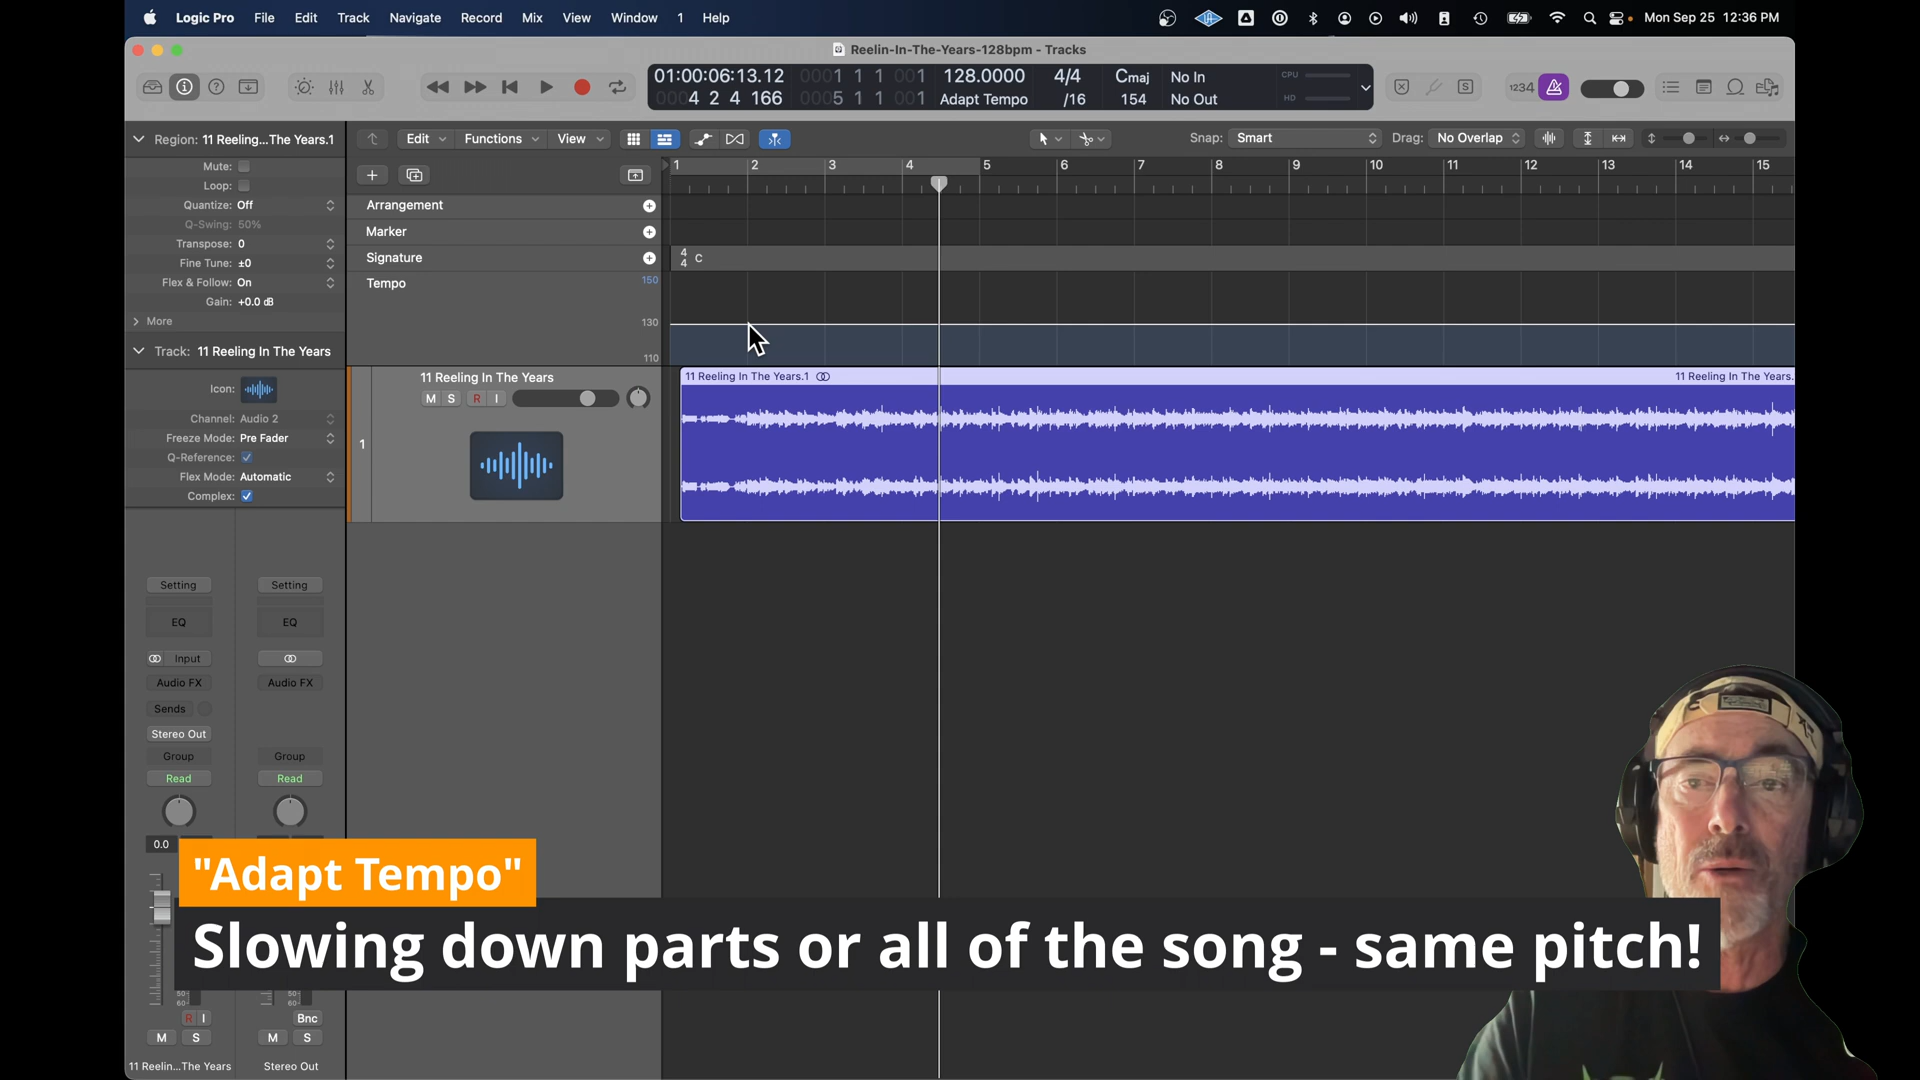 Logic Pro File Edit Track Navigate Record Mix View Window 1 Help Mon Sep 25 12:36 PM
Reelin-In-The-Years-128bpm - Tracks
01:00:06:13.12 0001 1 1 001 128.0000 4/4 Cmaj No In CPU
0004 2 4 166 0005 1 1 001 Adapt Tempo /16 154 No Out HD
1234
Region: 11 Reeling...The Years.1
Edit Functions View Snap: Smart Drag: No Overlap
Mute:
Loop:
Quantize: Off
Q-Swing: 50%
Transpose: 0
Fine Tune: ±0
Flex & Follow: On
Gain: +0.0 dB
More
Track: 11 Reeling In The Years
Icon:
Channel: Audio 2
Freeze Mode: Pre Fader
Q-Reference:
Flex Mode: Automatic
Complex:
1 2 3 4 5 6 7 8 9 10 11 12 13 14 15
Arrangement
Marker
Signature
4
4 C
Tempo 150
130
110
1
11 Reeling In The Years
M S R I
11 Reeling In The Years.1 11 Reeling In The Years.
Setting Setting
EQ EQ
Input
Audio FX Audio FX
Sends
Stereo Out
Group Group
Read Read
0.0
"Adapt Tempo"
Slowing down parts or all of the song - same pitch!
50 50
60 60
R I Bnc
M S M S
11 Reelin...The Years Stereo Out